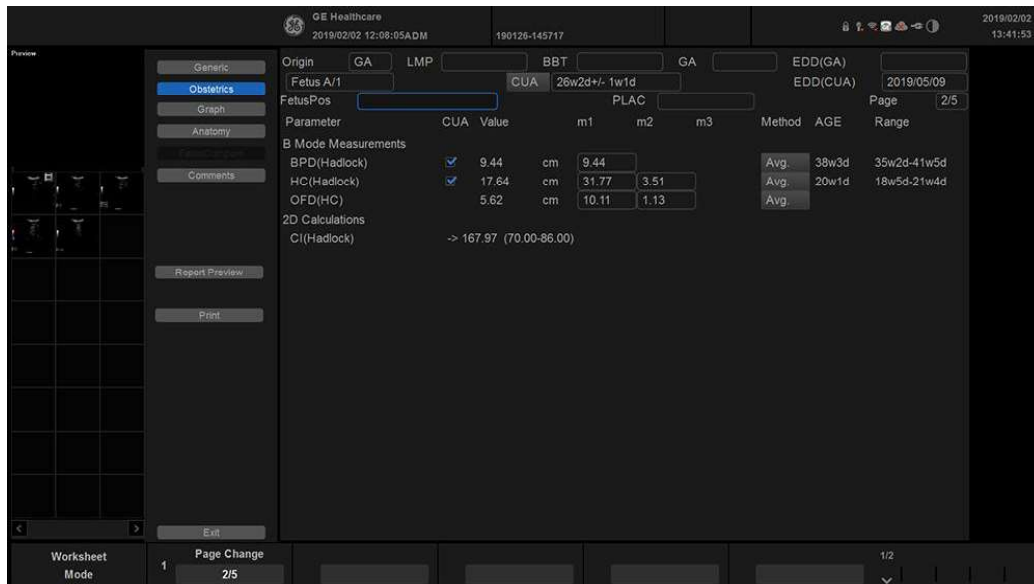 GE Healthcare
2019/02/02 12:08:05ADM 190126-145717
2019/02/02
13:41:53
Preview
Generic
Obstetrics
Graph
Anatomy
Comments
Report Preview
Print
Exit
Origin GA LMP BBT GA EDD(GA)
Fetus A/1 CUA 26w2d+/- 1w1d EDD(CUA) 2019/05/09
FetusPos PLAC Page 2/5
Parameter CUA Value m1 m2 m3 Method AGE Range
B Mode Measurements
BPD(Hadlock) 9.44 cm 9.44 Avg. 38w3d 35w2d-41w5d
HC(Hadlock) 17.64 cm 31.77 3.51 Avg. 20w1d 18w5d-21w4d
OFD(HC) 5.62 cm 10.11 1.13 Avg.
2D Calculations
CI(Hadlock) -> 167.97 (70.00-86.00)
Worksheet
Mode
1 Page Change
2/5
1/2